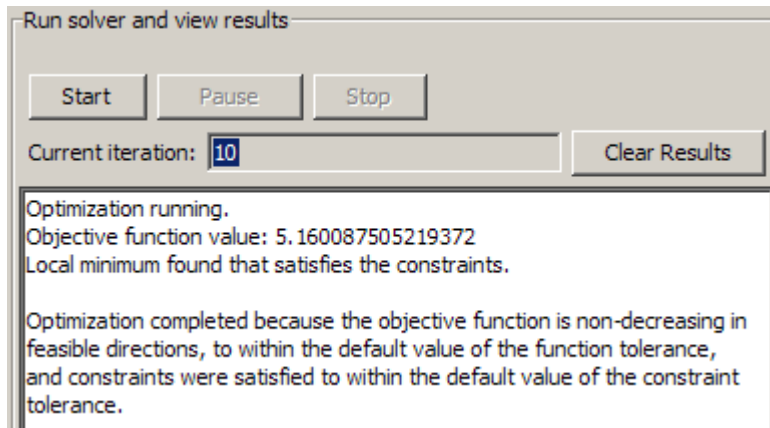 Run solver and view results
Start Pause Stop
Current iteration: 10 Clear Results
Optimization running.
Objective function value: 5.160087505219372
Local minimum found that satisfies the constraints.
Optimization completed because the objective function is non-decreasing in
feasible directions, to within the default value of the function tolerance,
and constraints were satisfied to within the default value of the constraint
tolerance.